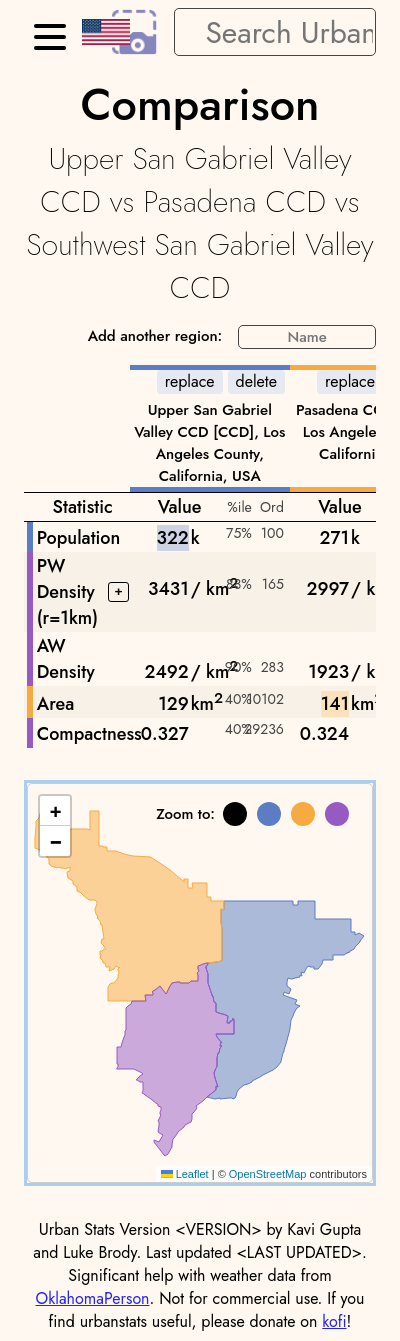 Search Urban
Comparison
Upper San Gabriel Valley
CCD vs Pasadena CCD vs
Southwest San Gabriel Valley
CCD
Add another region: Name
replace delete replace
Upper San Gabriel Pasadena
Valley CCD [CCD], Los Los Angele
Angeles County, Californi
California, USA
Statistic Value %ile Ord Value
Population 322k 75% 100 271k
PW
Density + 3431 / km² 165 2997 / k
(r=1km)
AW
Density 2492 / km² 90% 283 1923 / k
Area 129 km² 40% 10102 141 km
Compactness 0.327 40% 29236 0.324
+
−
Zoom to:
Leaflet | © OpenStreetMap contributors
Urban Stats Version <VERSION> by Kavi Gupta
and Luke Brody. Last updated <LAST UPDATED>.
Significant help with weather data from
OklahomaPerson. Not for commercial use. If you
find urbanstats useful, please donate on kofi!